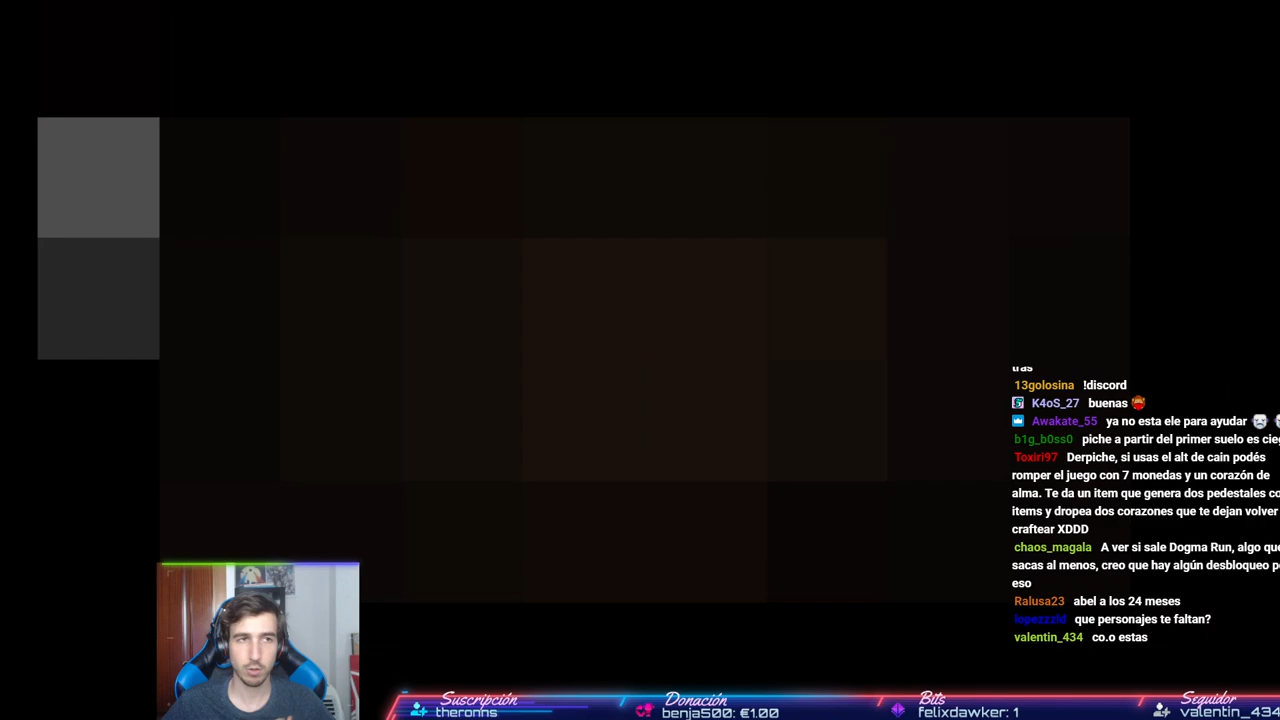 tras
13golosina !discord
K4oS_27 buenas
Awakate_55 ya no esta ele para ayudar
b1g_b0ss0 piche a partir del primer suelo es cieg
Toxiri97 Derpiche, si usas el alt de cain podés
romper el juego con 7 monedas y un corazón de
alma. Te da un item que genera dos pedestales co
items y dropea dos corazones que te dejan volver
craftear XDDD
chaos_magala A ver si sale Dogma Run, algo que
sacas al menos, creo que hay algún desbloqueo p
eso
Ralusa23 abel a los 24 meses
lopezzzld que personajes te faltan?
valentin_434 co.o estas
Suscripción Donación Bits Seguidor
theronns benja500: €1.00 felixdawker: 1 valentin_434